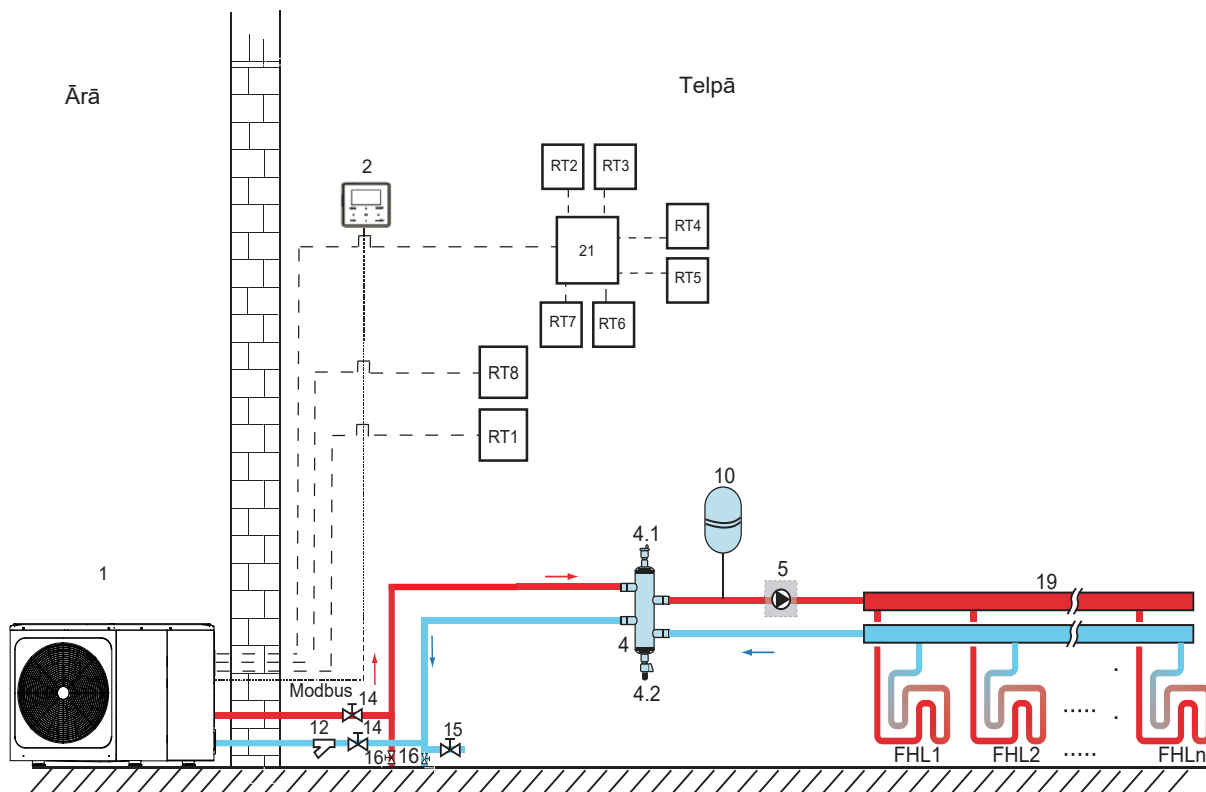 Ārā
Telpā
2
RT2
RT3
RT4
21
RT5
RT7
RT6
RT8
RT1
10
4.1
5
19
1
4
4.2
Modbus
14
12
14
15
16
16
FHL1
FHL2
.....
.....
.
.
FHLn